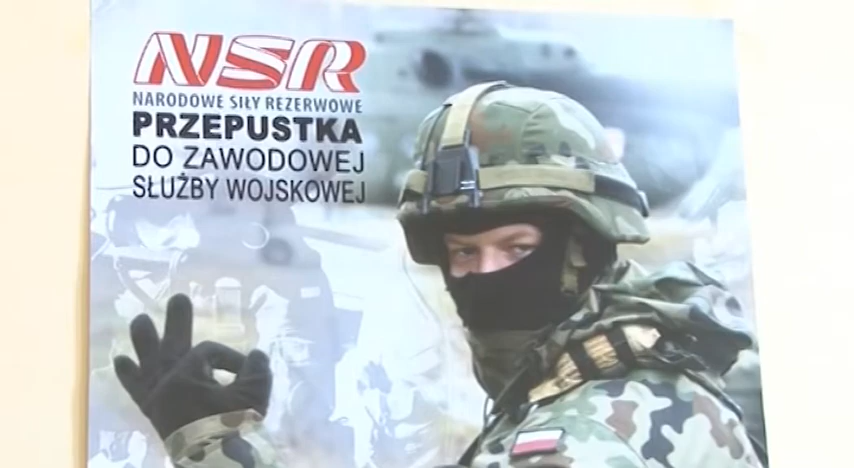 NSR
NARODOWE SIŁY REZERWOWE
PRZEPUSTKA
DO ZAWODOWEJ
SŁUŻBY WOJSKOWEJ